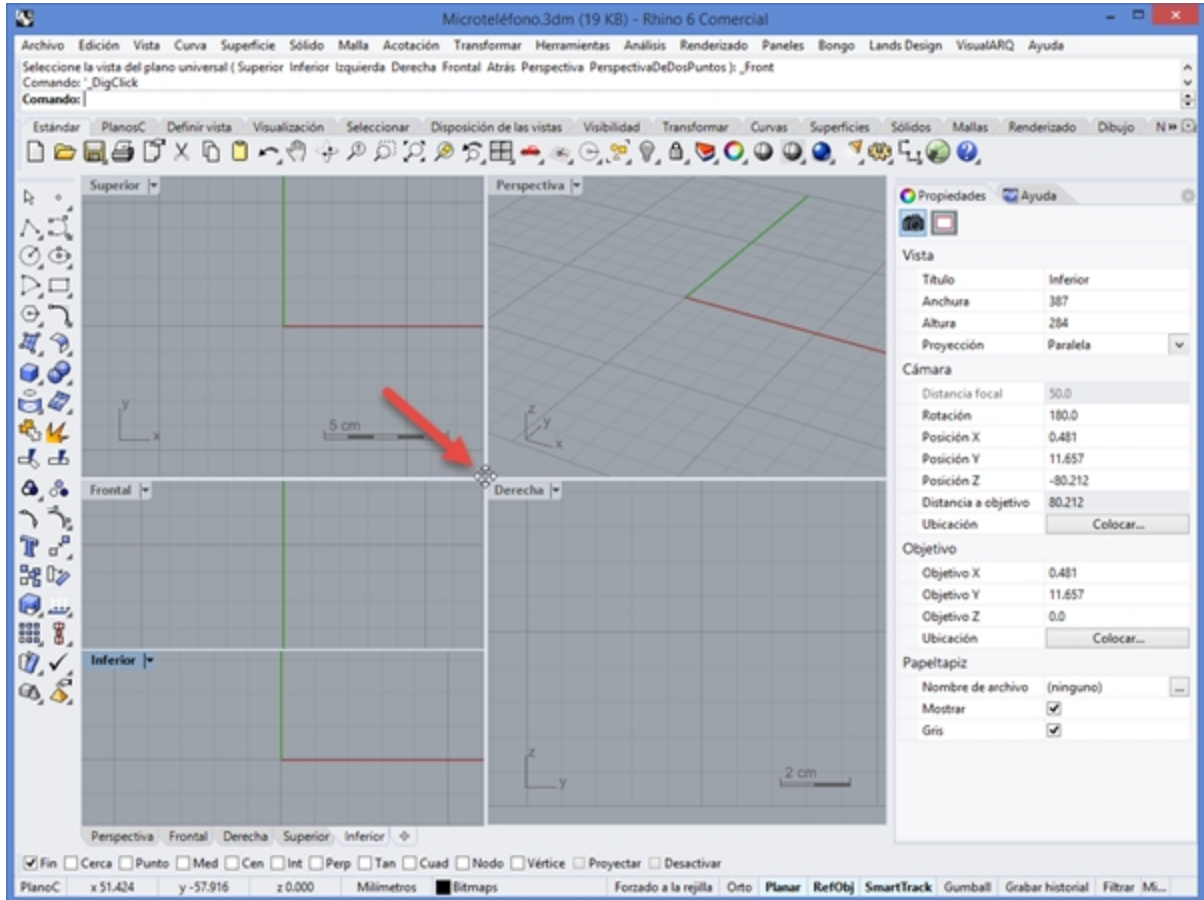 Microteléfono.3dm (19 KB) - Rhino 6 Comercial
Archivo Edición Vista Curva Superficie Sólido Malla Acotación Transformar Herramientas Análisis Renderizado Paneles Bongo Lands Design VisualARQ Ayuda
Seleccione la vista del plano universal ( Superior Inferior Izquierda Derecha Frontal Atrás Perspectiva PerspectivaDeDosPuntos ): _Front
Comando: '_DigClick
Comando:
Estándar PlanosC Definir vista Visualización Seleccionar Disposición de las vistas Visibilidad Transformar Curvas Superficies Sólidos Mallas Renderizado Dibujo N
Superior
Perspectiva
Propiedades Ayuda
Vista
Título Inferior
Anchura 387
Altura 284
Proyección Paralela
Cámara
Distancia focal 50.0
Rotación 180.0
Posición X 0.481
Posición Y 11.657
Posición Z -80.212
Distancia a objetivo 80.212
Ubicación Colocar...
Objetivo
Objetivo X 0.481
Objetivo Y 11.657
Objetivo Z 0.0
Ubicación Colocar...
Papeltapiz
Nombre de archivo (ninguno) ...
Mostrar
Gris
y
x
5 cm
z
y
x
Frontal
Derecha
Inferior
z
y
2 cm
Perspectiva Frontal Derecha Superior Inferior
Fin Cerca Punto Med Cen Int Perp Tan Cuad Nodo Vértice Proyectar Desactivar
PlanoC x 51.424 y -57.916 z 0.000 Milímetros Bitmaps Forzado a la rejilla Orto Planar RefObj SmartTrack Gumball Grabar historial Filtrar Mi...